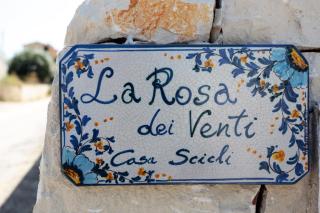 La Rosa
dei Venti
Casa Scicli